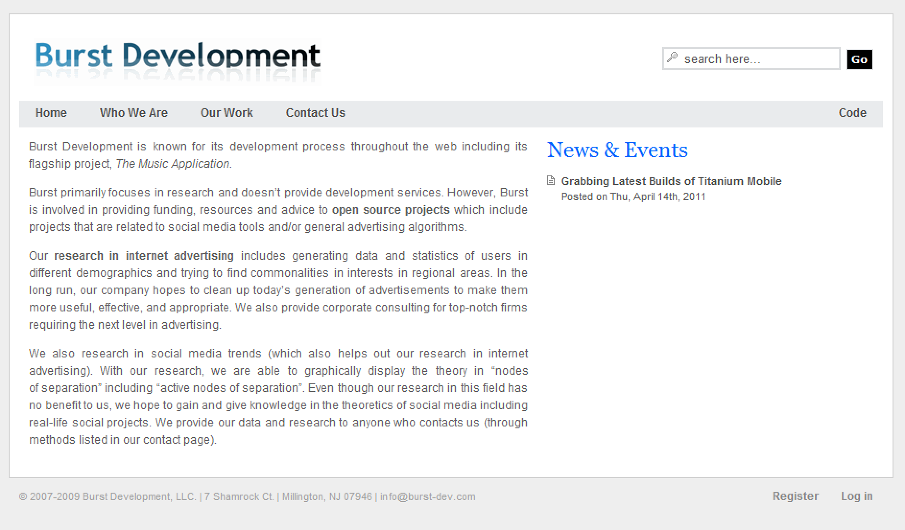 Burst Development
search here...
Go
Home
Who We Are
Our Work
Contact Us
Code
Burst Development is known for its development process throughout the web including its
flagship project, The Music Application.
Burst primarily focuses in research and doesn't provide development services. However, Burst
is involved in providing funding, resources and advice to open source projects which include
projects that are related to social media tools and/or general advertising algorithms.
Our research in internet advertising includes generating data and statistics of users in
different demographics and trying to find commonalities in interests in regional areas. In the
long run, our company hopes to clean up today's generation of advertisements to make them
more useful, effective, and appropriate. We also provide corporate consulting for top-notch firms
requiring the next level in advertising.
We also research in social media trends (which also helps out our research in internet
advertising). With our research, we are able to graphically display the theory in “nodes
of separation” including “active nodes of separation”. Even though our research in this field has
no benefit to us, we hope to gain and give knowledge in the theoretics of social media including
real-life social projects. We provide our data and research to anyone who contacts us (through
methods listed in our contact page).
News & Events
Grabbing Latest Builds of Titanium Mobile
Posted on Thu, April 14th, 2011
© 2007-2009 Burst Development, LLC. | 7 Shamrock Ct. | Millington, NJ 07946 | info@burst-dev.com
Register
Log in